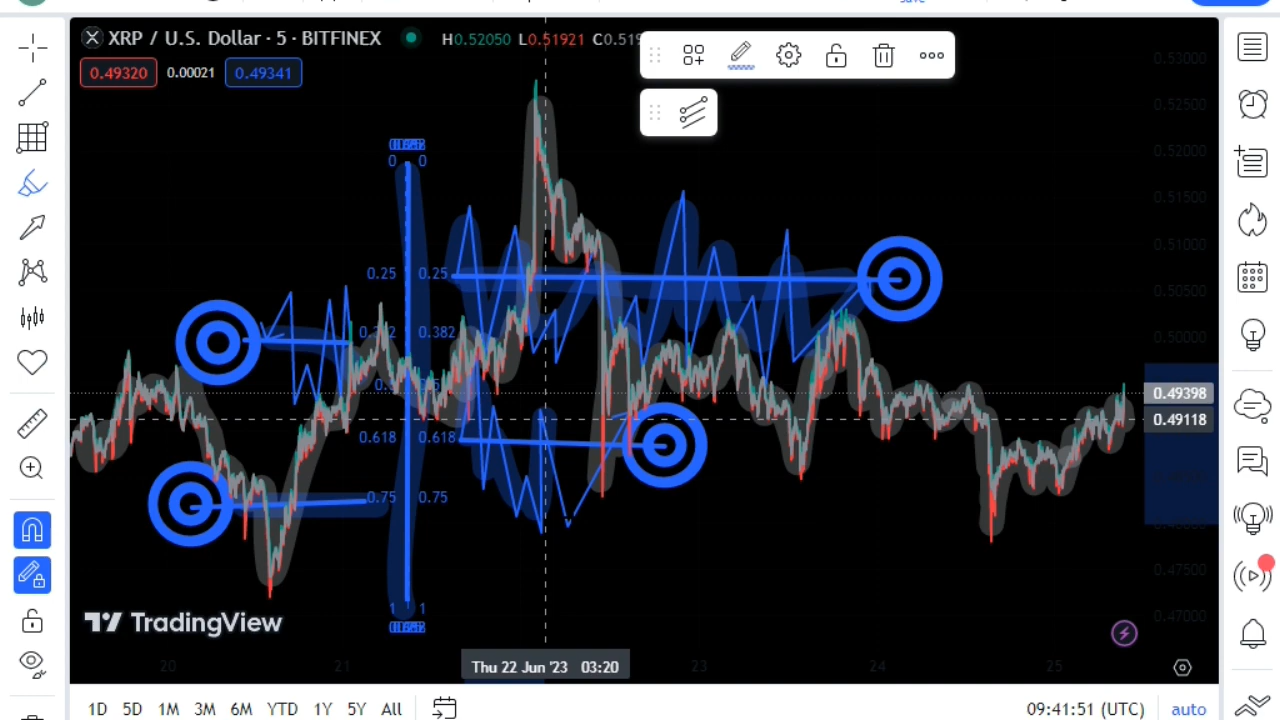 save
XRP / U.S. Dollar · 5 · BITFINEX
H0.52050 L0.51921 C0.519
0.49320 0.00021 0.49341
0.53000
0.52500
0.52000
0.51500
0.51000
0.50500
0.50000
0 0
0.25 0.25
0.382
0.618 0.618
0.75 0.75
1 1
0.49398
0.49118
0.47500
0.47000
TradingView
20 21 Thu 22 Jun '23 03:20 23 24 25
1D 5D 1M 3M 6M YTD 1Y 5Y All 09:41:51 (UTC) auto